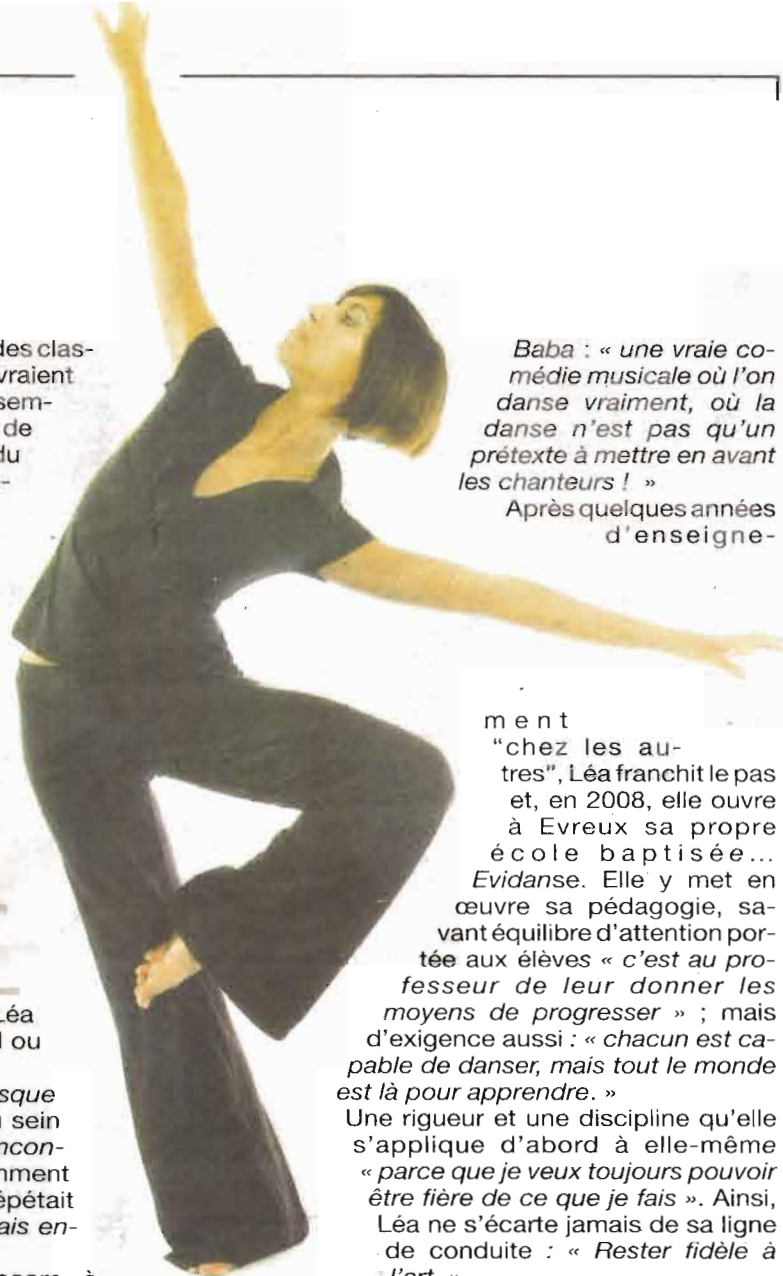 des clas-
vraient
sem-
de
du
-
Léa
l ou
sque
sein
ncon-
nment
épétait
ais en-
à
Baba : « une vraie co-
médie musicale où l'on
danse vraiment, où la
danse n'est pas qu'un
prétexte à mettre en avant
les chanteurs ! »
Après quelques années
d'enseigne-
ment
"chez les au-
tres", Léa franchit le pas
et, en 2008, elle ouvre
à Evreux sa propre
école baptisée...
Evidanse. Elle y met en
œuvre sa pédagogie, sa-
vant équilibre d'attention por-
tée aux élèves « c'est au pro-
fesseur de leur donner les
moyens de progresser » ; mais
d'exigence aussi : « chacun est ca-
pable de danser, mais tout le monde
est là pour apprendre. »
Une rigueur et une discipline qu'elle
s'applique d'abord à elle-même
« parce que je veux toujours pouvoir
être fière de ce que je fais ». Ainsi,
Léa ne s'écarte jamais de sa ligne
de conduite : « Rester fidèle à
l'art »